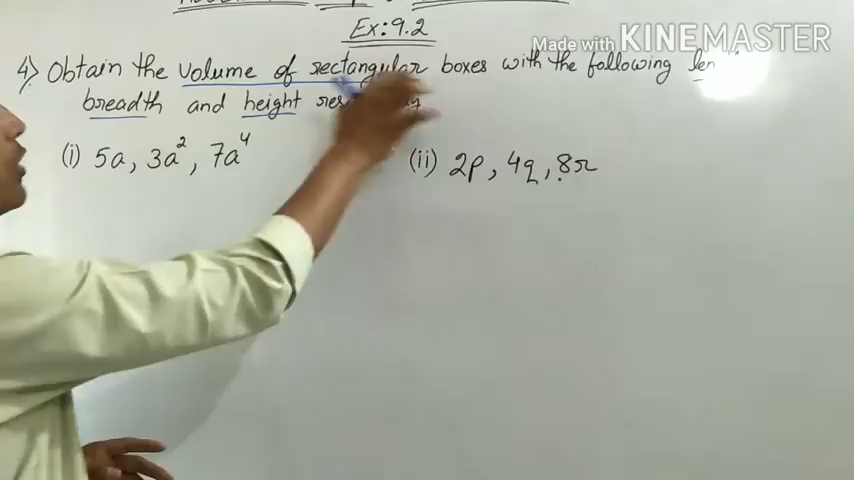 Ex: 9.2
Made with KINEMASTER
4) Obtain the volume of rectangular boxes with the following
breadth and height
(i) 5a, 3a², 7a⁴ (ii) 2p, 4q, 8r